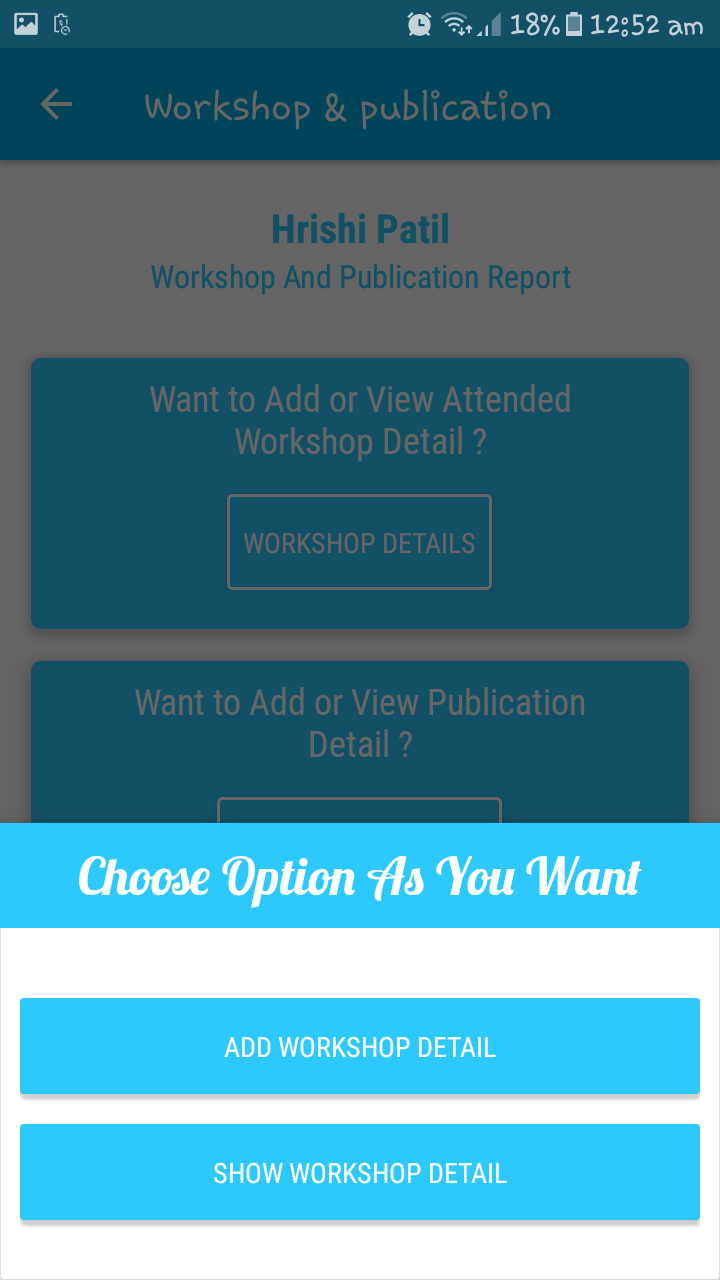 18% 12:52 am
Workshop & publication
Hrishi Patil
Workshop And Publication Report
Want to Add or View Attended
Workshop Detail ?
WORKSHOP DETAILS
Want to Add or View Publication
Detail ?
Choose Option As You Want
ADD WORKSHOP DETAIL
SHOW WORKSHOP DETAIL